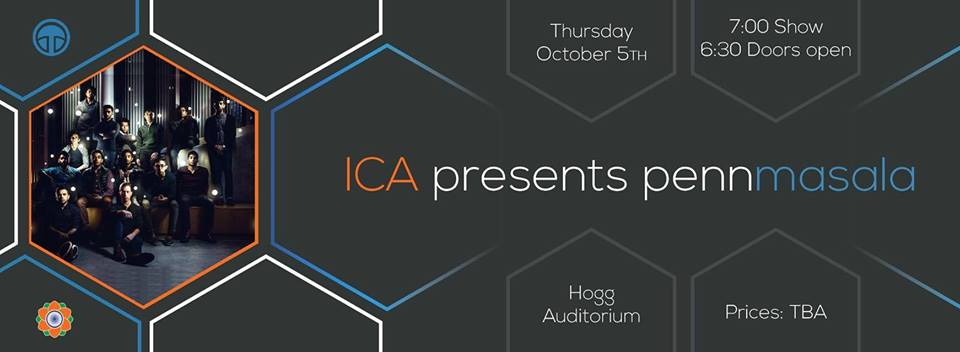 Thursday
October 5TH
7:00 Show
6:30 Doors open
ICA presents pennmasala
Hogg
Auditorium
Prices: TBA